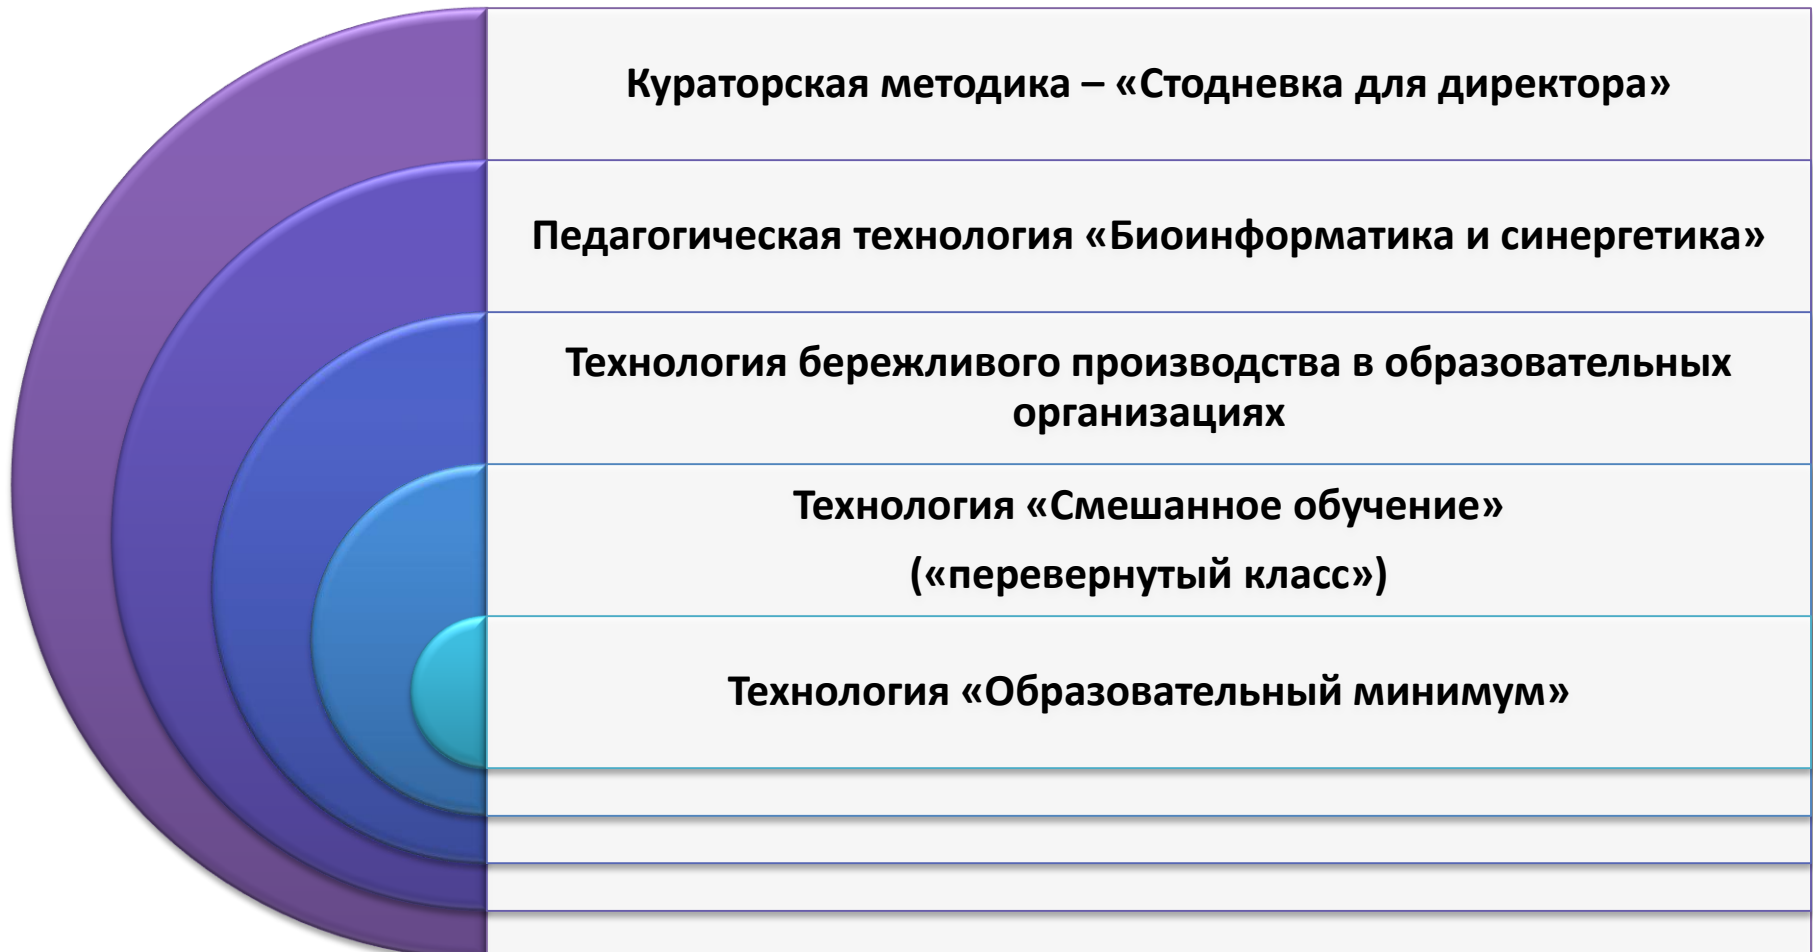 Кураторская методика – «Стодневка для директора»
Педагогическая технология «Биоинформатика и синергетика»
Технология бережливого производства в образовательных
организациях
Технология «Смешанное обучение»
(«перевернутый класс»)
Технология «Образовательный минимум»